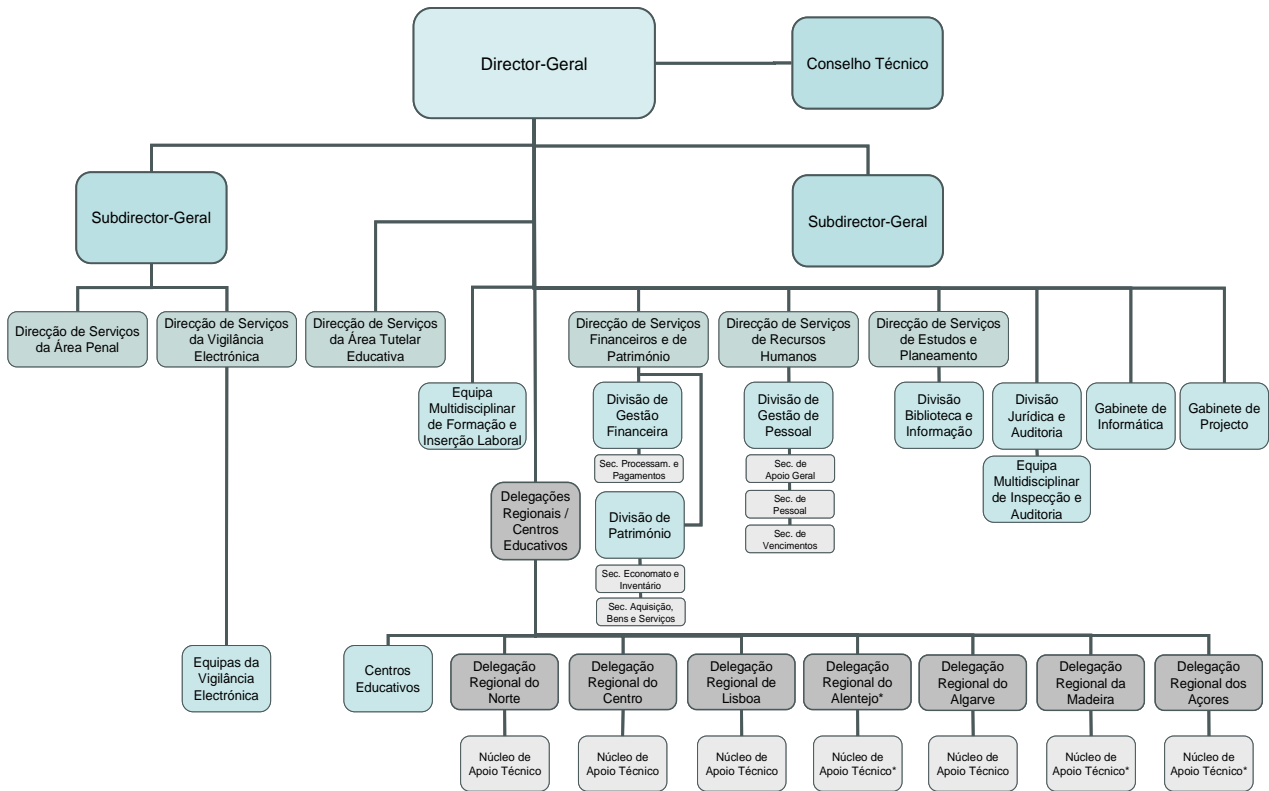 Director-Geral
Conselho Técnico
Subdirector-Geral
Subdirector-Geral
Direcção de Serviços
da Área Penal
Direcção de Serviços
da Vigilância
Electrónica
Direcção de Serviços
da Área Tutelar
Educativa
Direcção de Serviços
Financeiros e de
Património
Direcção de Serviços
de Recursos
Humanos
Direcção de Serviços
de Estudos e
Planeamento
Equipa
Multidisciplinar
de Formação e
Inserção Laboral
Divisão de
Gestão
Financeira
Divisão de
Gestão de
Pessoal
Divisão
Biblioteca e
Informação
Divisão
Jurídica e
Auditoria
Gabinete de
Informática
Gabinete de
Projecto
Sec. Processam. e
Pagamentos
Sec. de
Apoio Geral
Equipa
Multidisciplinar
de Inspecção e
Auditoria
Delegações
Regionais /
Centros
Educativos
Divisão de
Património
Sec. de
Pessoal
Sec. de
Vencimentos
Sec. Economato e
Inventário
Sec. Aquisição,
Bens e Serviços
Equipas da
Vigilância
Electrónica
Centros
Educativos
Delegação
Regional do
Norte
Delegação
Regional do
Centro
Delegação
Regional de
Lisboa
Delegação
Regional do
Alentejo*
Delegação
Regional do
Algarve
Delegação
Regional da
Madeira
Delegação
Regional dos
Açores
Núcleo de
Apoio Técnico
Núcleo de
Apoio Técnico
Núcleo de
Apoio Técnico
Núcleo de
Apoio Técnico*
Núcleo de
Apoio Técnico
Núcleo de
Apoio Técnico*
Núcleo de
Apoio Técnico*